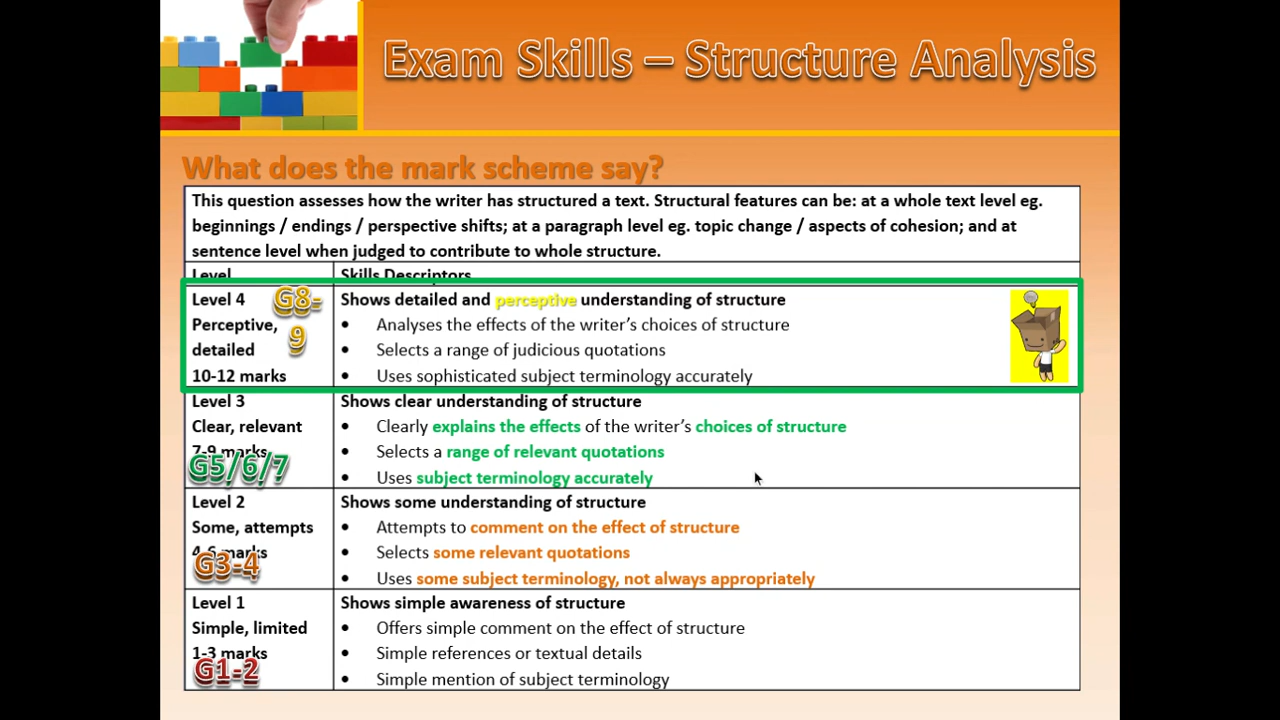 Exam Skills – Structure Analysis
What does the mark scheme say?
This question assesses how the writer has structured a text. Structural features can be: at a whole text level eg.
beginnings / endings / perspective shifts; at a paragraph level eg. topic change / aspects of cohesion; and at
sentence level when judged to contribute to whole structure.
Level Skills Descriptors
Level 4 G8-9 Shows detailed and perceptive understanding of structure
Perceptive, • Analyses the effects of the writer's choices of structure
detailed • Selects a range of judicious quotations
10-12 marks • Uses sophisticated subject terminology accurately
Level 3 Shows clear understanding of structure
Clear, relevant • Clearly explains the effects of the writer's choices of structure
7-9 marks • Selects a range of relevant quotations
G5/6/7 • Uses subject terminology accurately
Level 2 Shows some understanding of structure
Some, attempts • Attempts to comment on the effect of structure
4-6 marks • Selects some relevant quotations
G3-4 • Uses some subject terminology, not always appropriately
Level 1 Shows simple awareness of structure
Simple, limited • Offers simple comment on the effect of structure
1-3 marks • Simple references or textual details
G1-2 • Simple mention of subject terminology